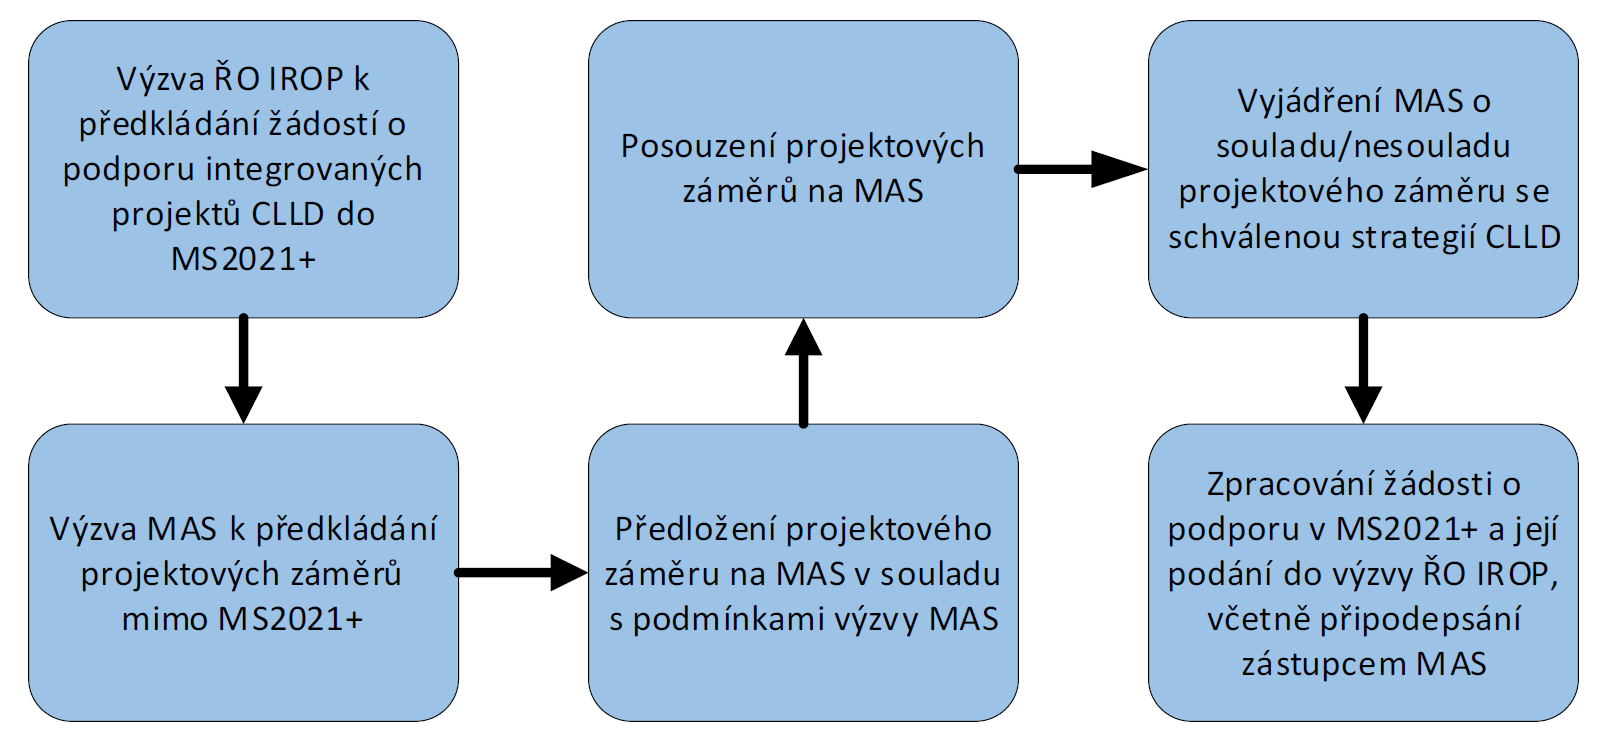 Výzva ŘO IROP k
předkládání žádostí o
podporu integrovaných
projektů CLLD do
MS2021+
Výzva MAS k předkládání
projektových záměrů
mimo MS2021+
Předložení projektového
záměru na MAS v souladu
s podmínkami výzvy MAS
Posouzení projektových
záměrů na MAS
Vyjádření MAS o
souladu/nesouladu
projektového záměru se
schválenou strategií CLLD
Zpracování žádosti o
podporu v MS2021+ a její
podání do výzvy ŘO IROP,
včetně připodepsání
zástupcem MAS